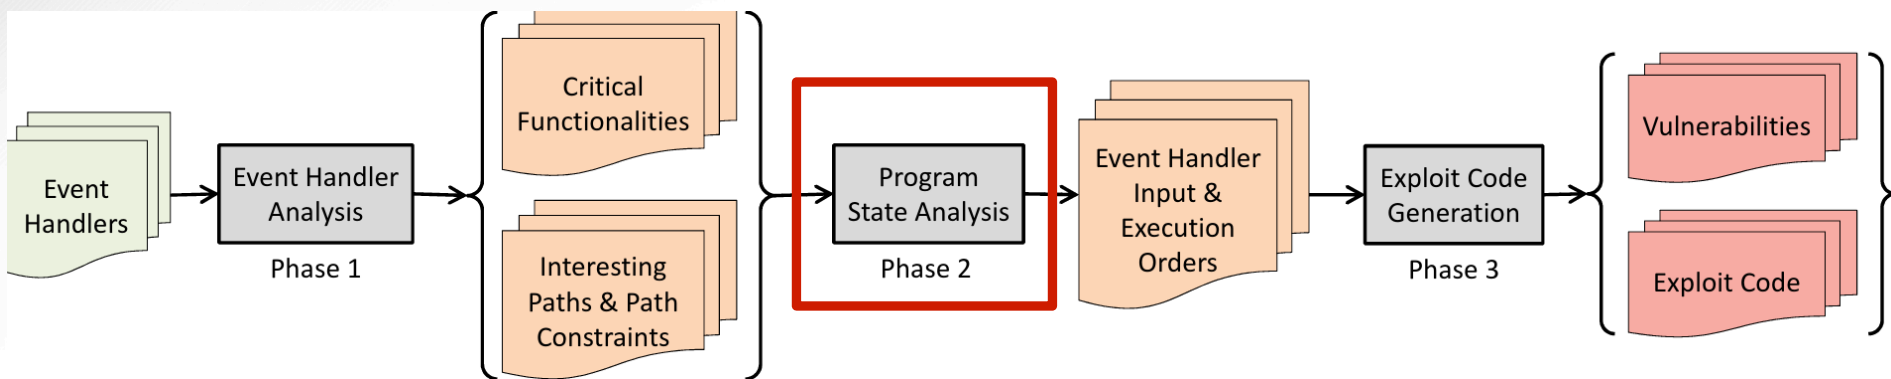 Event
Handlers
Event Handler
Analysis
Phase 1
Critical
Functionalities
Interesting
Paths & Path
Constraints
Program
State Analysis
Phase 2
Event Handler
Input &
Execution
Orders
Exploit Code
Generation
Phase 3
Vulnerabilities
Exploit Code